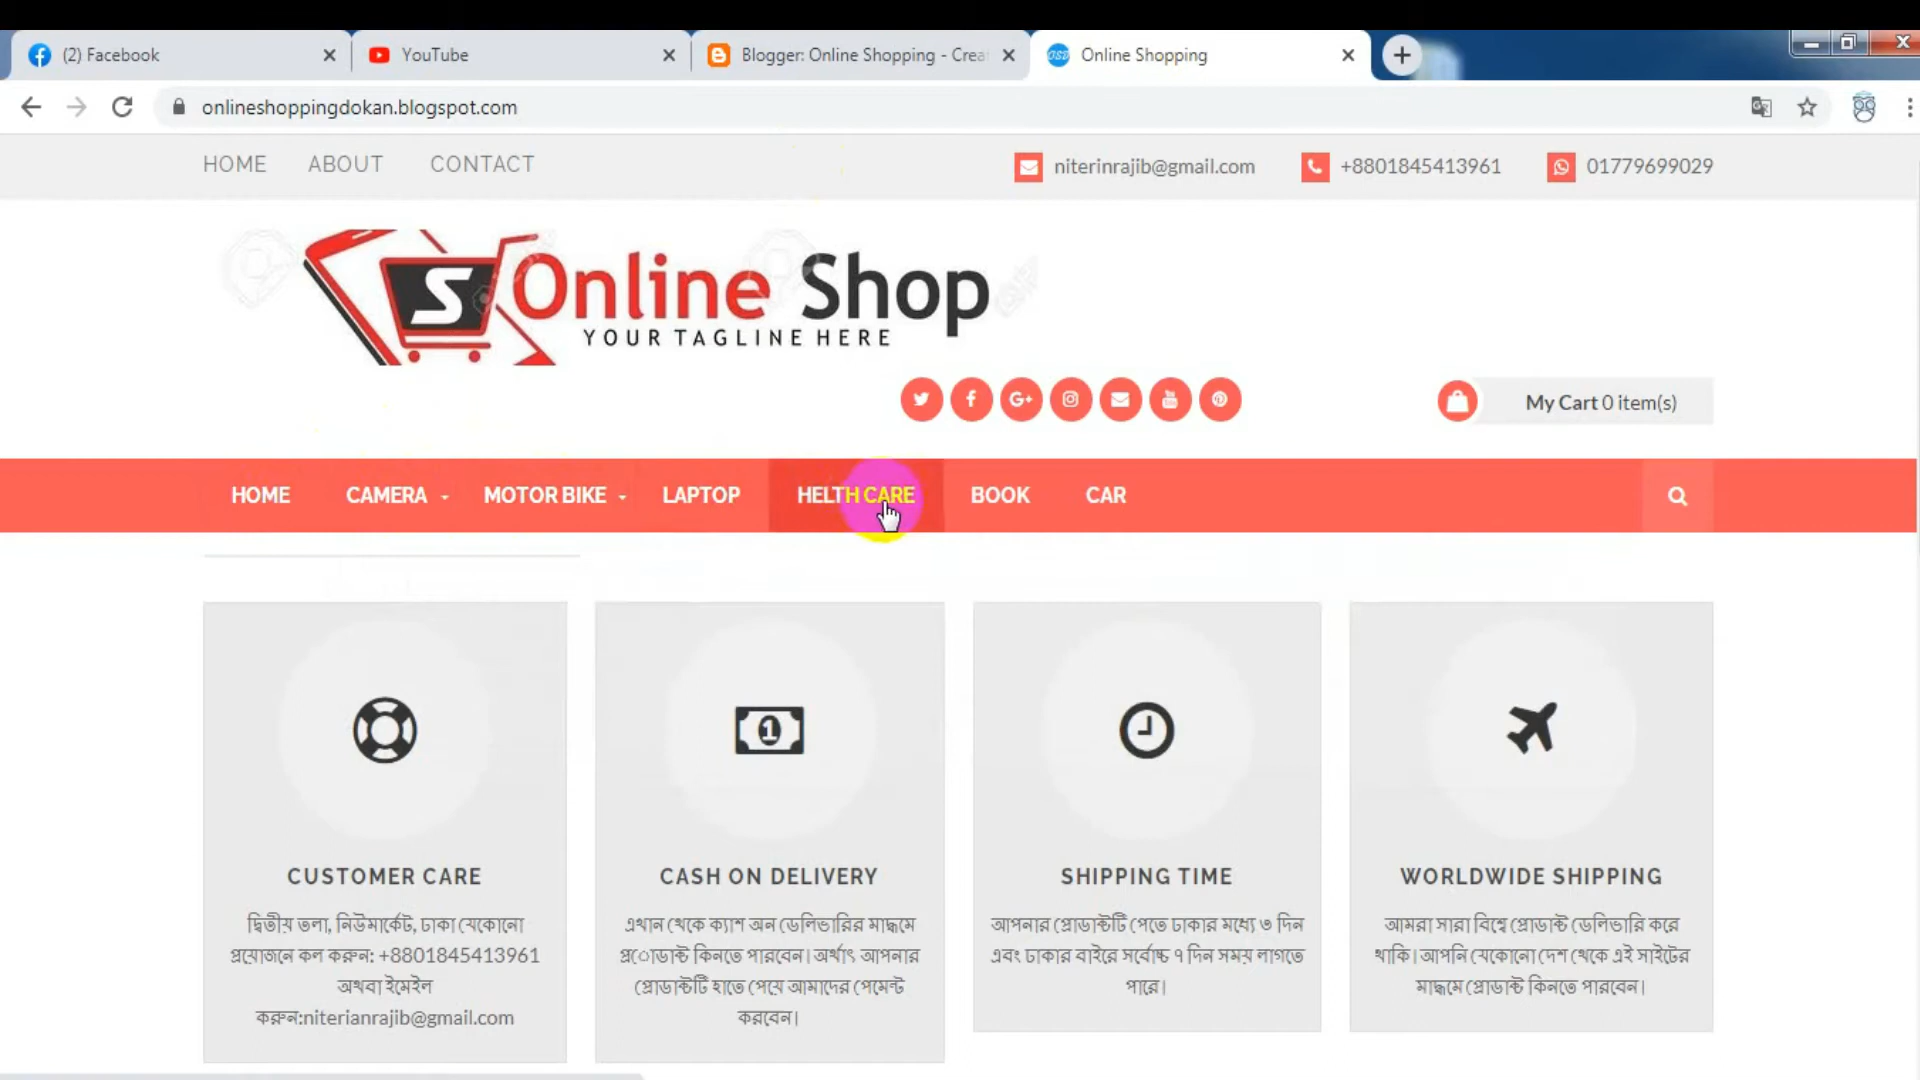 (2) Facebook
YouTube
Blogger: Online Shopping - Crea
Online Shopping
onlineshoppingdokan.blogspot.com
HOME ABOUT CONTACT
niterinrajib@gmail.com +8801845413961 01779699029
S Online Shop
YOUR TAGLINE HERE
My Cart 0 item(s)
HOME CAMERA MOTOR BIKE LAPTOP HELTH CARE BOOK CAR
CUSTOMER CARE
দ্বিতীয় তলা, নিউমার্কেট, ঢাকা যেকোনো
প্রয়োজনে কল করুন: +8801845413961
অথবা ইমেইল
করুন:niterianrajib@gmail.com
CASH ON DELIVERY
এখান থেকে ক্যাশ অন ডেলিভারির মাদ্ধমে
প্রোডাক্ট কিনতে পারবেন। অর্থাৎ আপনার
প্রোডাক্টটি হাতে পেয়ে আমাদের পেমেন্ট
করবেন।
SHIPPING TIME
আপনার প্রোডাক্টটি পেতে ঢাকার মধ্যে ৩ দিন
এবং ঢাকার বাইরে সর্বোচ্চ ৭ দিন সময় লাগতে
পারে।
WORLDWIDE SHIPPING
আমরা সারা বিশ্বে প্রোডাক্ট ডেলিভারি করে
থাকি। আপনি যেকোনো দেশ থেকে এই সাইটের
মাদ্ধমে প্রোডাক্ট কিনতে পারবেন।